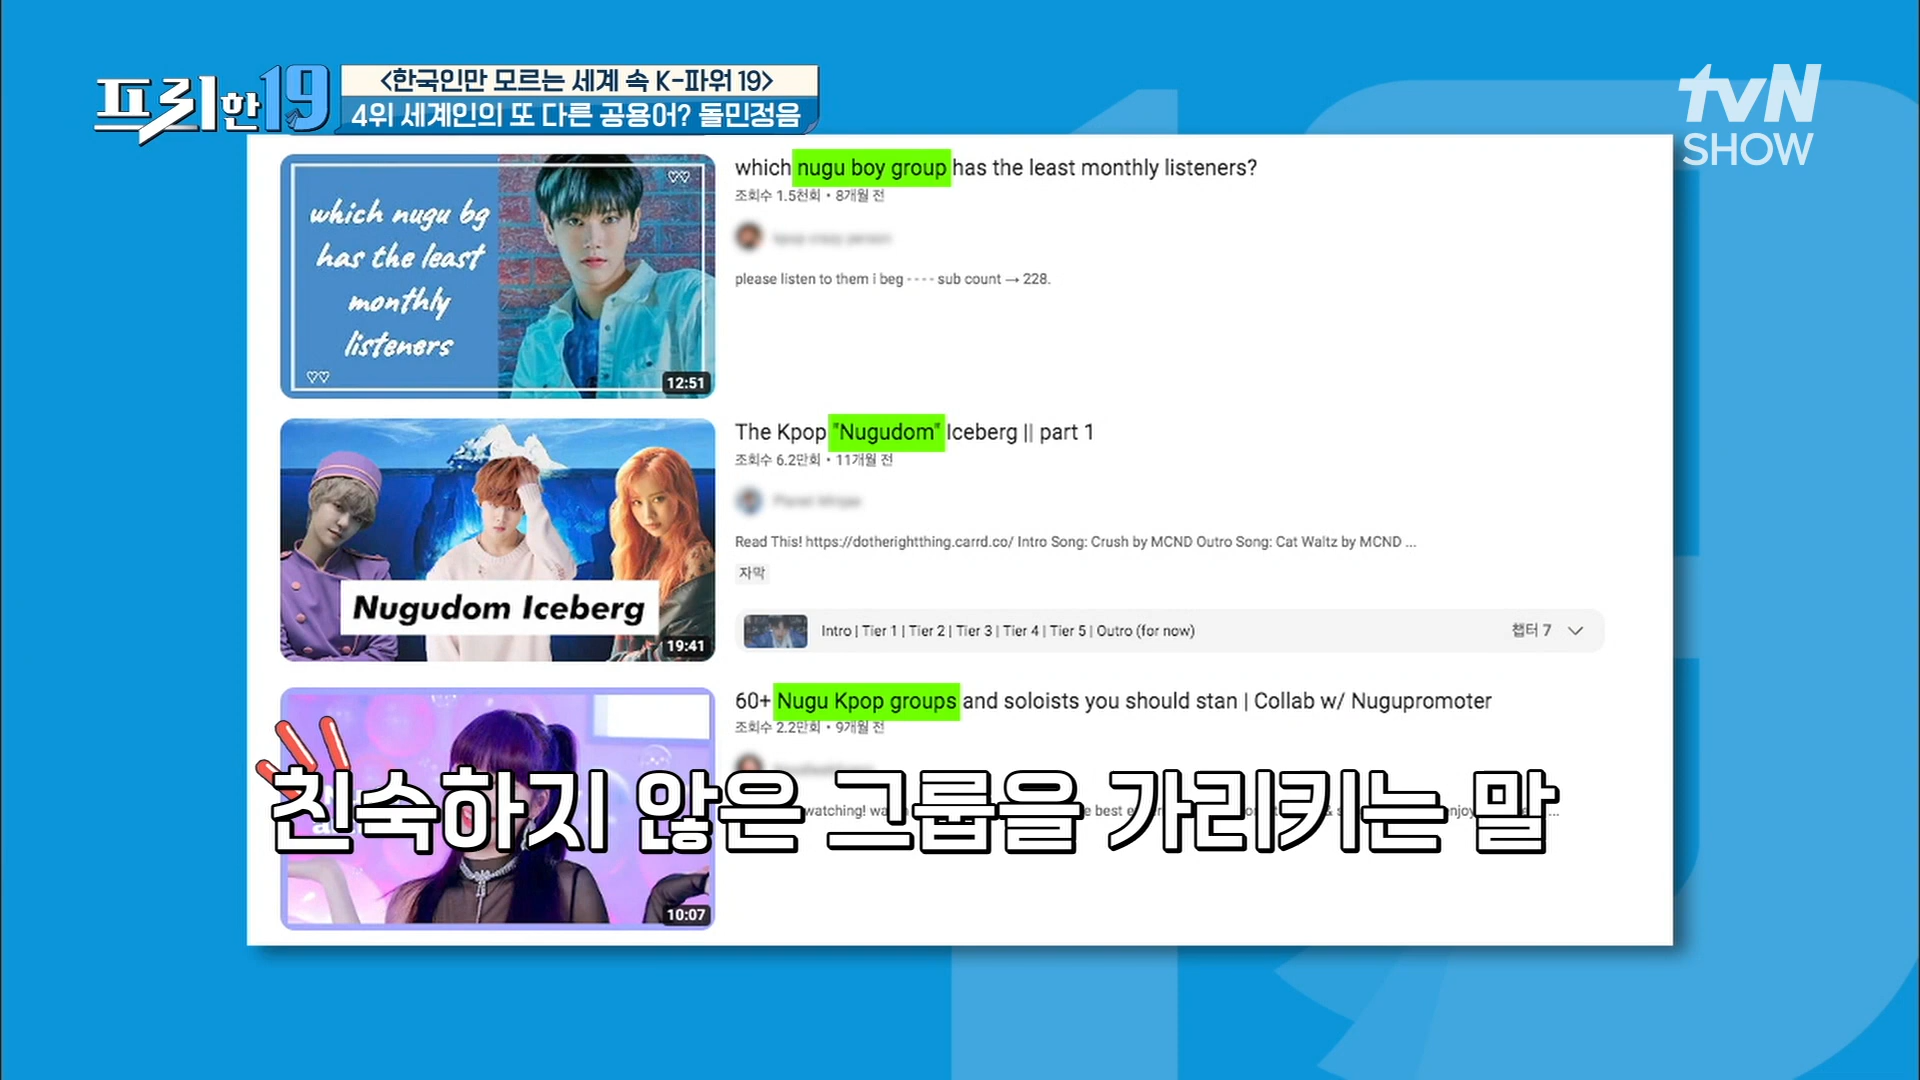 프리한19
<한국인만 모르는 세계 속 K-파워 19>
4위 세계인의 또 다른 공용어? 돌민정음
tvN
SHOW
which nugu bg
has the least
monthly
listeners
12:51
which nugu boy group has the least monthly listeners?
조회수 1.5천회 • 8개월 전
please listen to them i beg - - - - sub count → 228.
Nugudom Iceberg
19:41
The Kpop "Nugudom" Iceberg || part 1
조회수 6.2만회 • 11개월 전
Read This! https://dotherightthing.carrd.co/ Intro Song: Crush by MCND Outro Song: Cat Waltz by MCND ...
자막
Intro | Tier 1 | Tier 2 | Tier 3 | Tier 4 | Tier 5 | Outro (for now)
챕터 7
60+ Nugu Kpop groups and soloists you should stan | Collab w/ Nugupromoter
조회수 2.2만회 • 9개월 전
watching!
친숙하지 않은 그룹을 가리키는 말
10:07